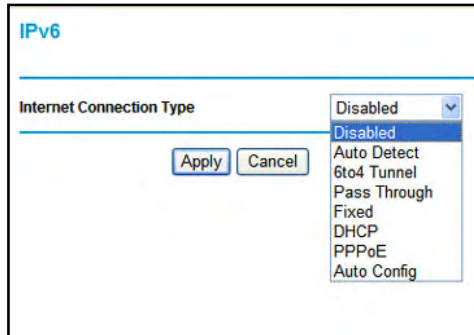 IPv6
Internet Connection Type
Disabled
Disabled
Auto Detect
6to4 Tunnel
Pass Through
Fixed
DHCP
PPPoE
Auto Config
Apply
Cancel